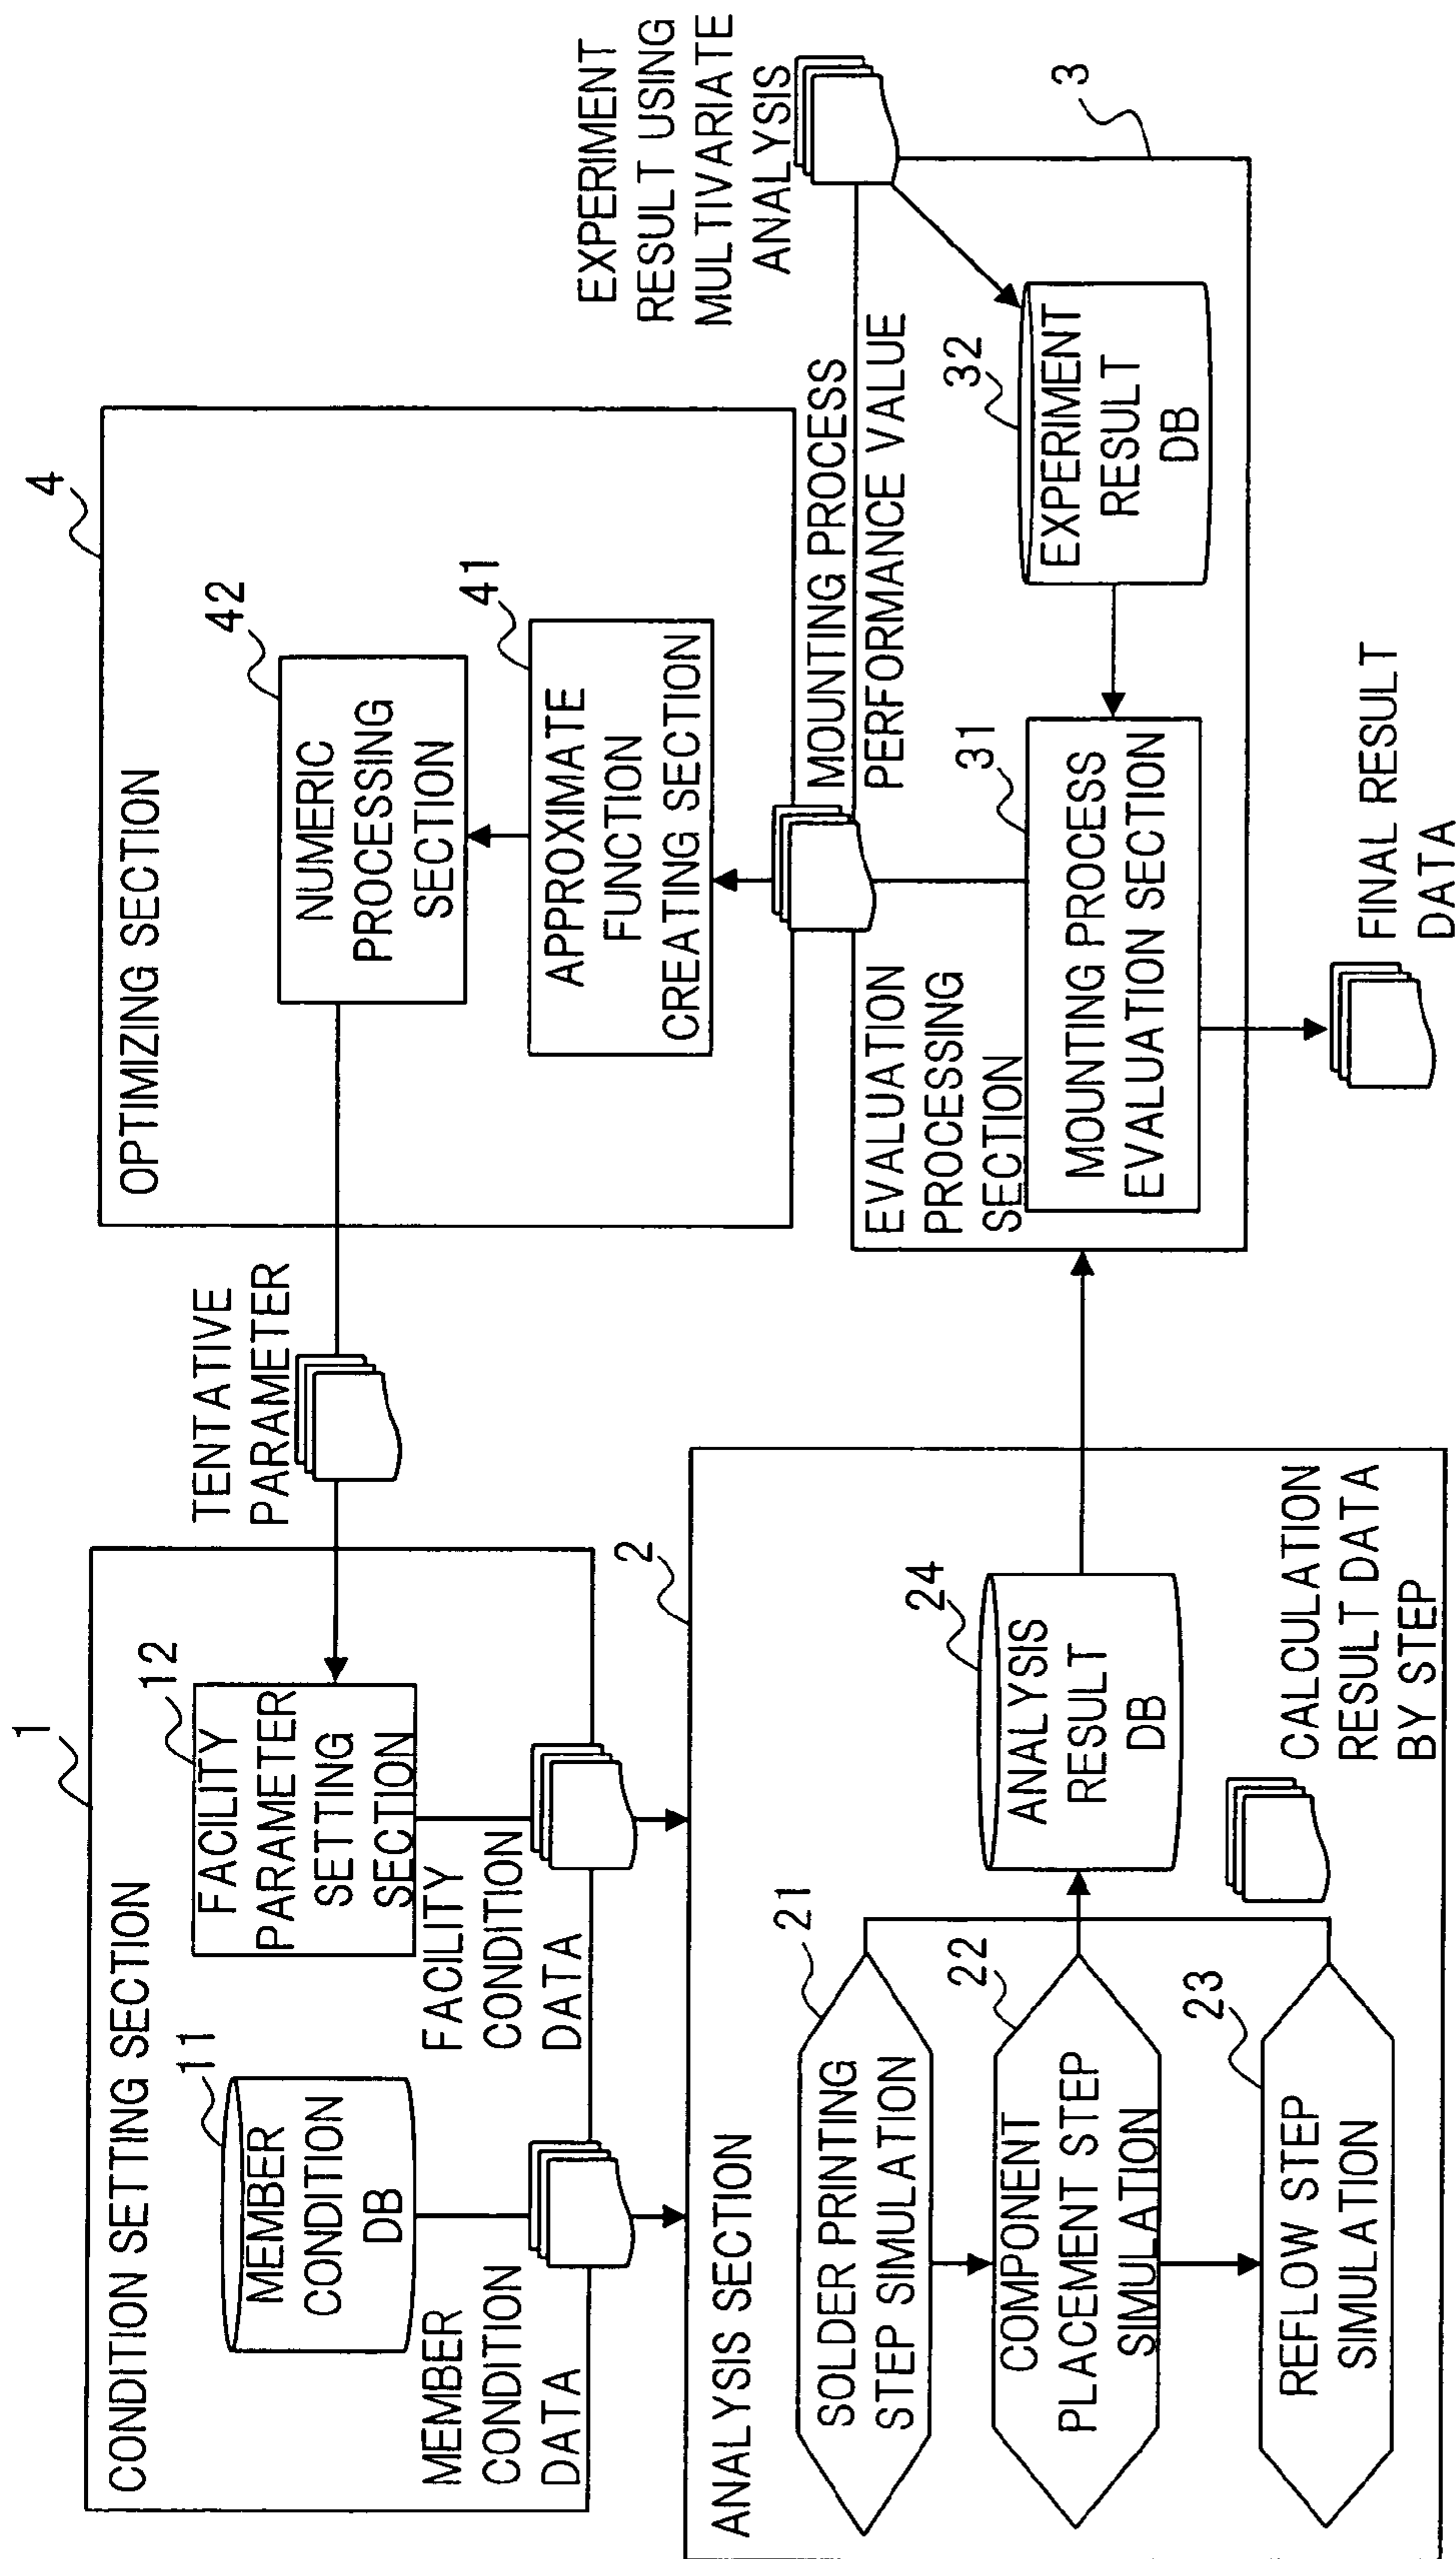 1
CONDITION SETTING SECTION
11
MEMBER
CONDITION
DB
12
FACILITY
PARAMETER
SETTING
SECTION
MEMBER
CONDITION
DATA
FACILITY
CONDITION
DATA
TENTATIVE
PARAMETER
4
OPTIMIZING SECTION
42
NUMERIC
PROCESSING
SECTION
41
APPROXIMATE
FUNCTION
CREATING SECTION
2
ANALYSIS SECTION
21
SOLDER PRINTING
STEP SIMULATION
22
COMPONENT
PLACEMENT STEP
SIMULATION
23
REFLOW STEP
SIMULATION
24
ANALYSIS
RESULT
DB
CALCULATION
RESULT DATA
BY STEP
MOUNTING PROCESS
PERFORMANCE VALUE
EXPERIMENT
RESULT USING
MULTIVARIATE
ANALYSIS
3
EVALUATION
PROCESSING
SECTION
31
MOUNTING PROCESS
EVALUATION SECTION
32
EXPERIMENT
RESULT
DB
FINAL RESULT
DATA